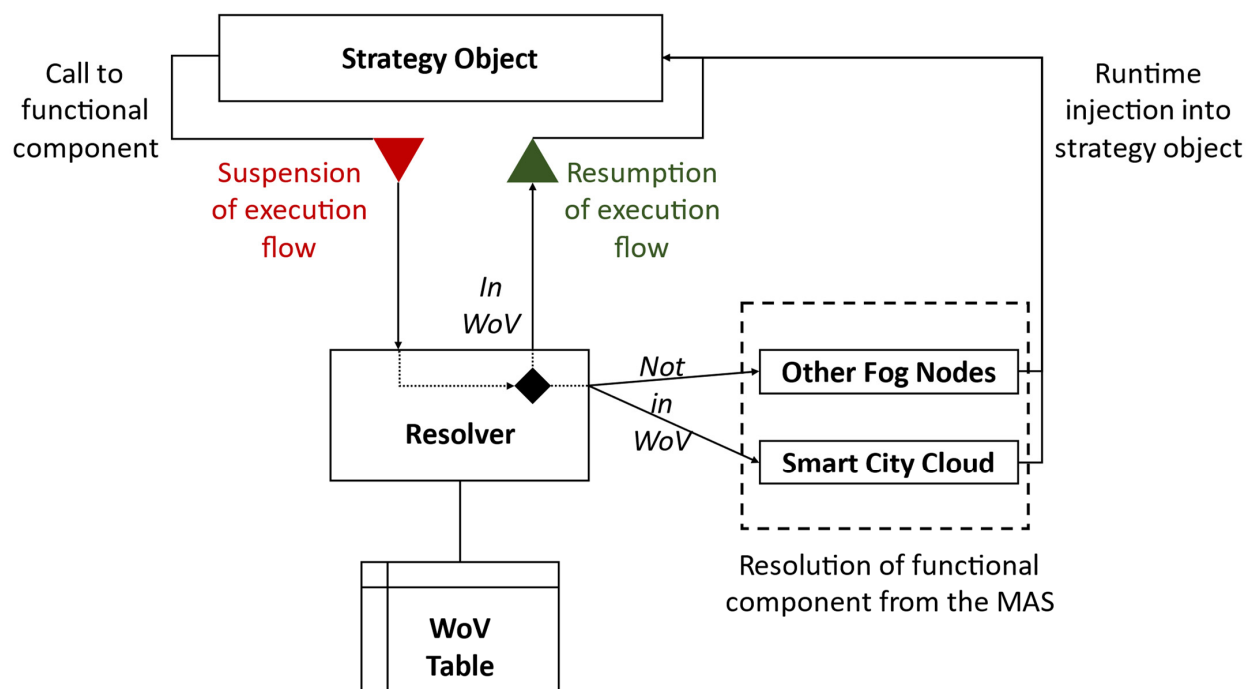 Strategy Object
Call to
functional
component
Runtime
injection into
strategy object
Suspension
of execution
flow
Resumption
of execution
flow
In
WoV
Not
in
WoV
Other Fog Nodes
Smart City Cloud
Resolver
Resolution of functional
component from the MAS
WoV
Table